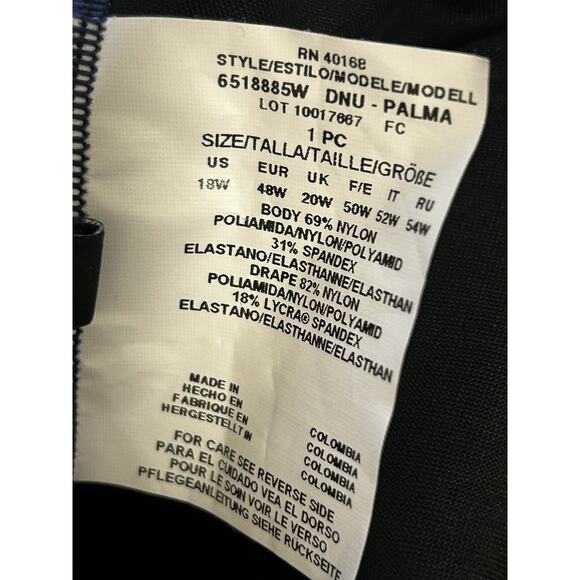 RN 40168
STYLE/ESTILO/MODELE/MODELL
6518885W DNU - PALMA
LOT 10017667 FC
1 PC
SIZE/TALLA/TAILLE/GRÖßE
US EUR UK F/E IT RU
18W 48W 20W 50W 52W 54W
BODY 69% NYLON
POLIAMIDA/NYLON/POLYAMID
31% SPANDEX
ELASTANO/ELASTHANNE/ELASTHAN
DRAPE 82% NYLON
POLIAMIDA/NYLON/POLYAMID
18% LYCRA® SPANDEX
ELASTANO/ELASTHANNE/ELASTHAN
MADE IN COLOMBIA
HECHO EN COLOMBIA
FABRIQUE EN COLOMBIA
HERGESTELLT IN COLOMBIA
FOR CARE SEE REVERSE SIDE
PARA EL CUIDADO VEA EL DORSO
POUR LE SOIN VOIR LE VERSO
PFLEGEANLEITUNG SIEHE RÜCKSEITE